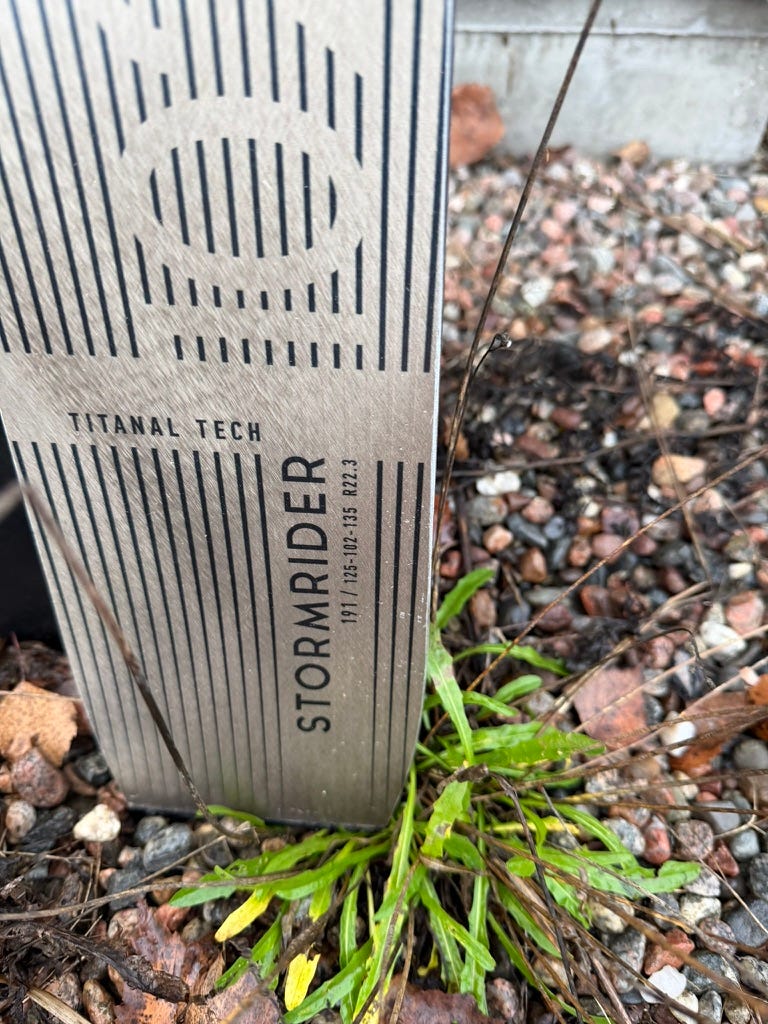 TITANAL TECH
STORMRIDER
191 / 125-102-135 R22.3